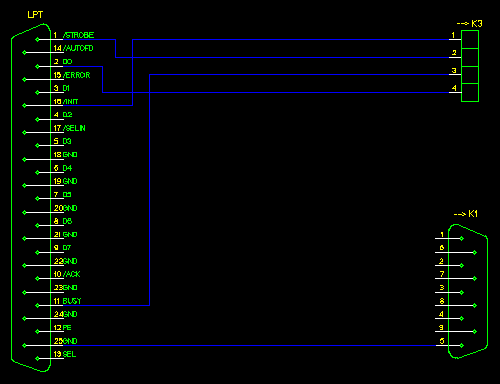 LPT
1 /STROBE
14 /AUTOFD
2 D0
15 /ERROR
3 D1
16 /INIT
4 D2
17 /SELIN
5 D3
18 GND
6 D4
19 GND
7 D5
20 GND
8 D6
21 GND
9 D7
22 GND
10 /ACK
23 GND
11 BUSY
24 GND
12 PE
25 GND
13 SEL
--> K3
1
2
3
4
--> K1
1
6
2
7
3
8
4
9
5